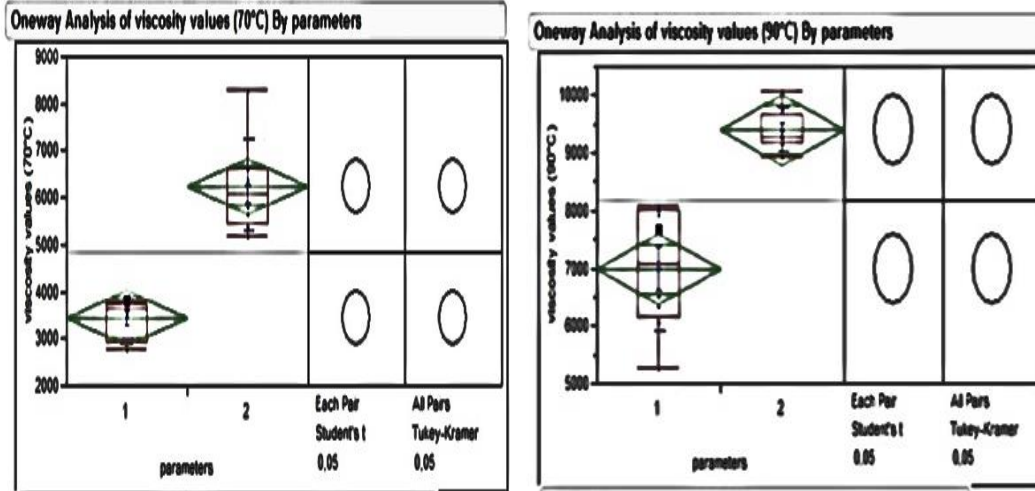 Oneway Analysis of viscosity values (70°C) By parameters
viscosity values (70°C)
9000
8000
7000
6000
5000
4000
3000
2000
1
2
parameters
Each Pair
Student's t
0,05
All Pairs
Tukey-Kramer
0,05
Oneway Analysis of viscosity values (90°C) By parameters
viscosity values (90°C)
10000
9000
8000
7000
6000
5000
1
2
parameters
Each Pair
Student's t
0.05
All Pairs
Tukey-Kramer
0.05